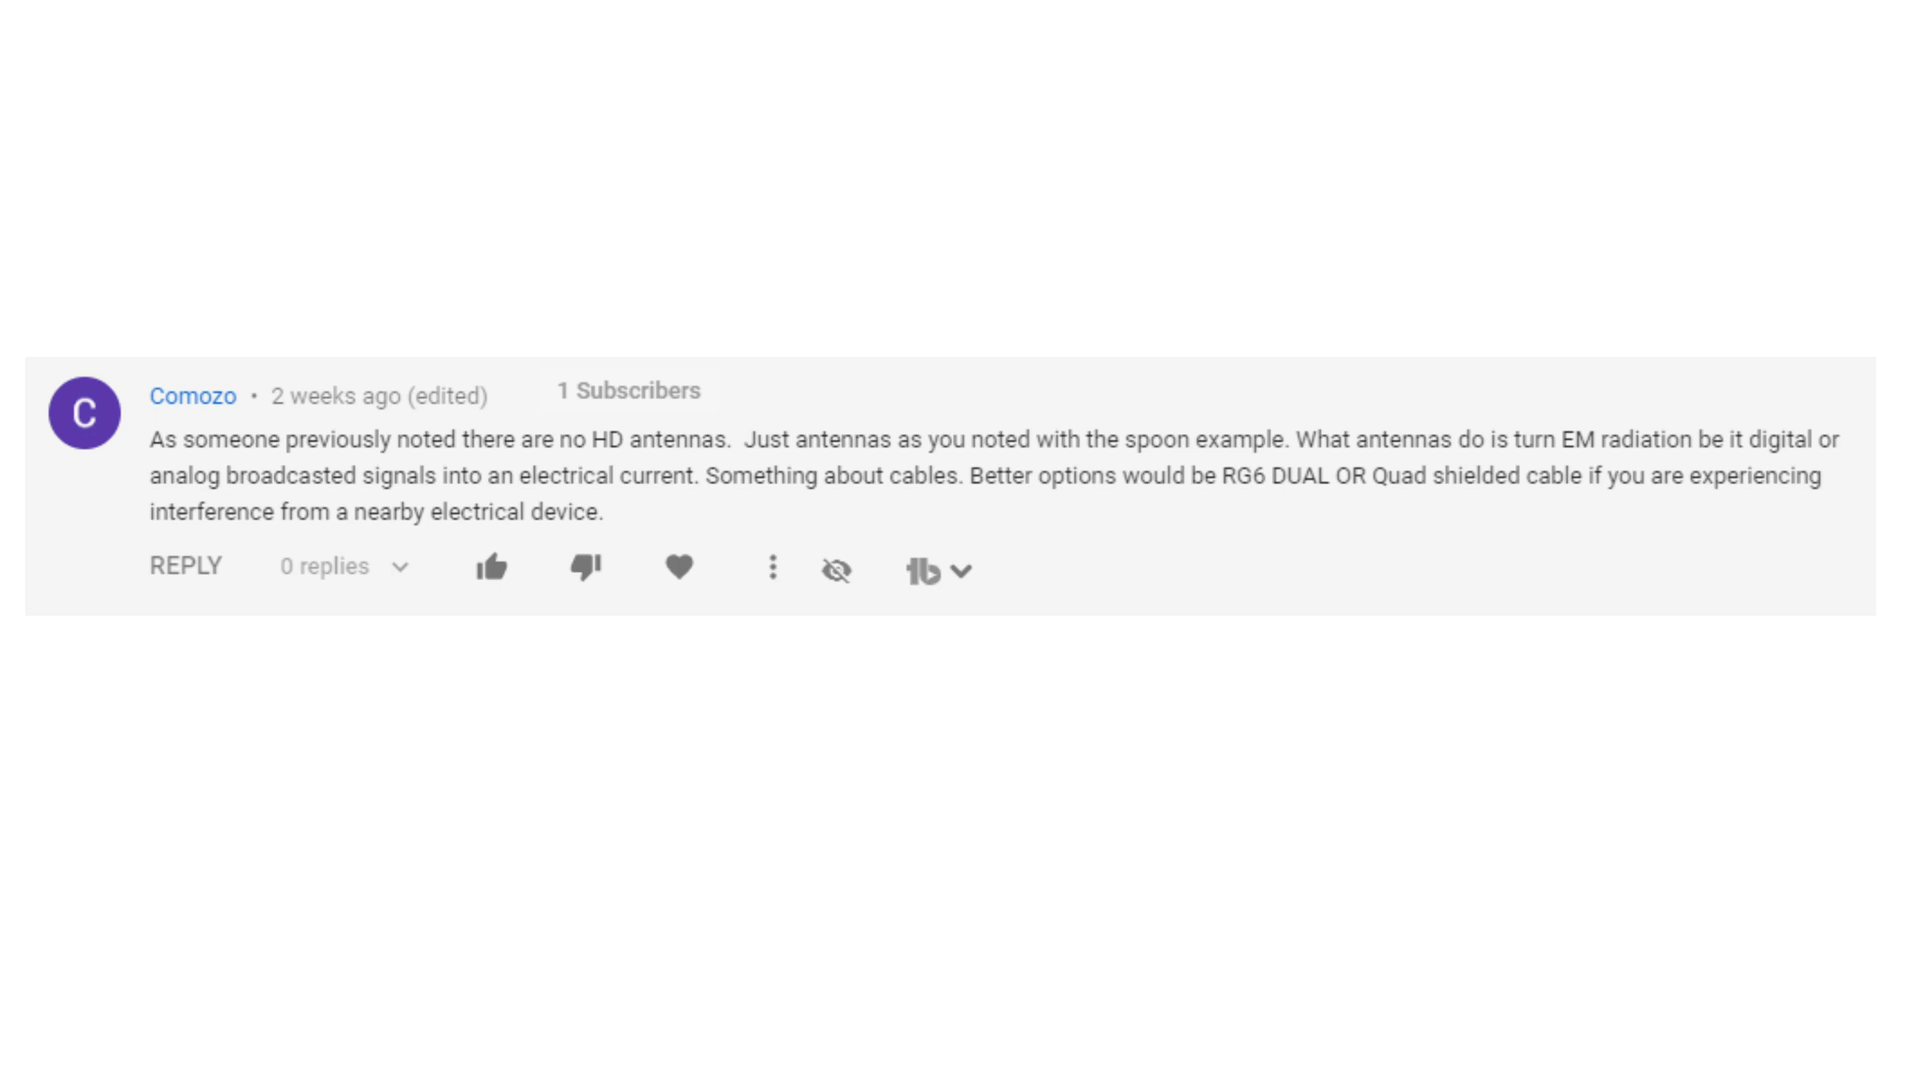 C
Comozo • 2 weeks ago (edited) 1 Subscribers
As someone previously noted there are no HD antennas.  Just antennas as you noted with the spoon example. What antennas do is turn EM radiation be it digital or
analog broadcasted signals into an electrical current. Something about cables. Better options would be RG6 DUAL OR Quad shielded cable if you are experiencing
interference from a nearby electrical device.
REPLY 0 replies tb